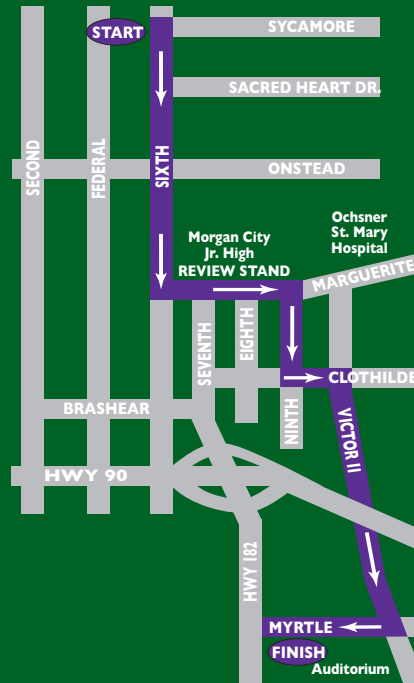 START
SYCAMORE
SACRED HEART DR.
SECOND
FEDERAL
SIXTH
ONSTEAD
Ochsner
St. Mary
Hospital
Morgan City
Jr. High
REVIEW STAND
MARGUERITE
SEVENTH
EIGHTH
CLOTHILDE
BRASHEAR
NINTH
VICTOR II
HWY 90
HWY 182
MYRTLE
FINISH
Auditorium